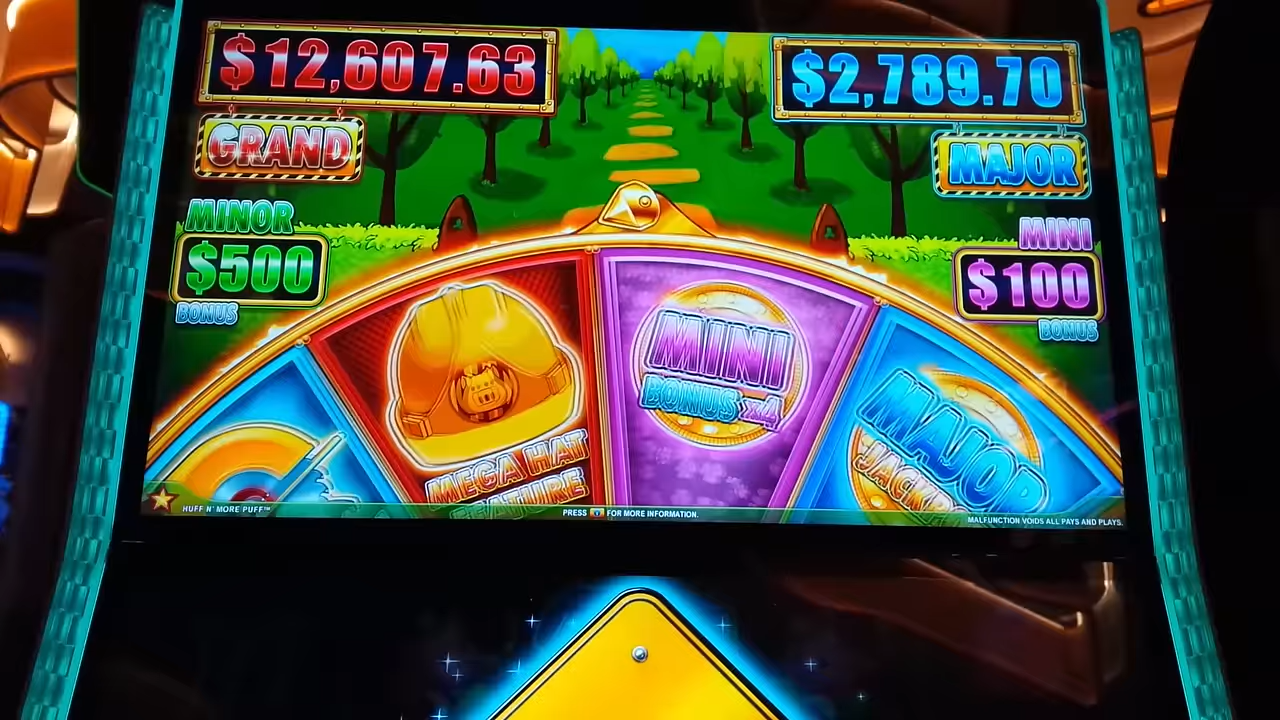 $12,607.63
GRAND
$2,789.70
MAJOR
MINOR
$500
BONUS
MINI
$100
BONUS
MEGA HAT
FEATURE
MINI
BONUS x4
MAJOR
HUFF N' MORE PUFF™
PRESS
FOR MORE INFORMATION.
MALFUNCTION VOIDS ALL PAYS AND PLAYS.